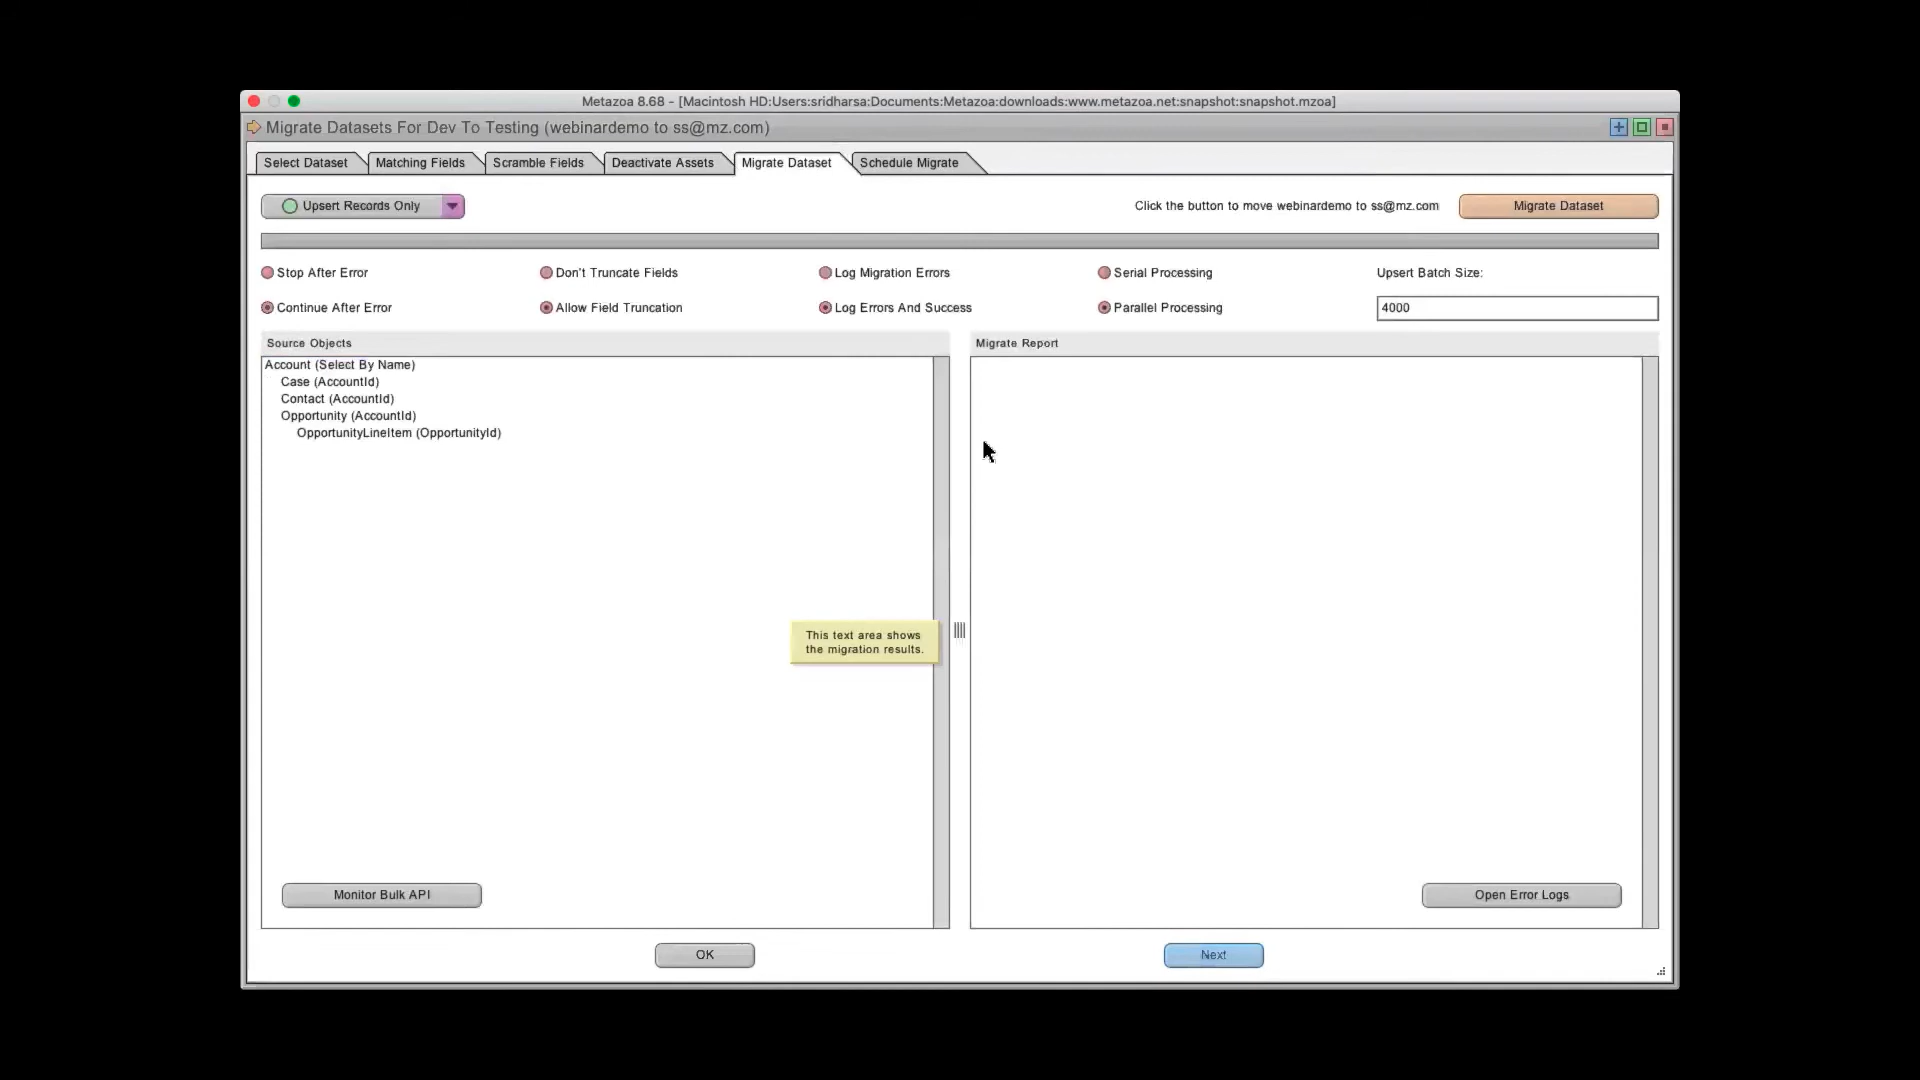 Metazoa 8.68 - [Macintosh HD:Users:sridharsa:Documents:Metazoa:downloads:www.metazoa.net:snapshot:snapshot.mzoa]
Migrate Datasets For Dev To Testing (webinardemo to ss@mz.com)
Select Dataset
Matching Fields
Scramble Fields
Deactivate Assets
Migrate Dataset
Schedule Migrate
Upsert Records Only
Click the button to move webinardemo to ss@mz.com
Migrate Dataset
Stop After Error
Don't Truncate Fields
Log Migration Errors
Serial Processing
Upsert Batch Size:
Continue After Error
Allow Field Truncation
Log Errors And Success
Parallel Processing
4000
Source Objects
Account (Select By Name)
Case (AccountId)
Contact (AccountId)
Opportunity (AccountId)
OpportunityLineItem (OpportunityId)
Migrate Report
This text area shows
the migration results.
Monitor Bulk API
Open Error Logs
OK
Next